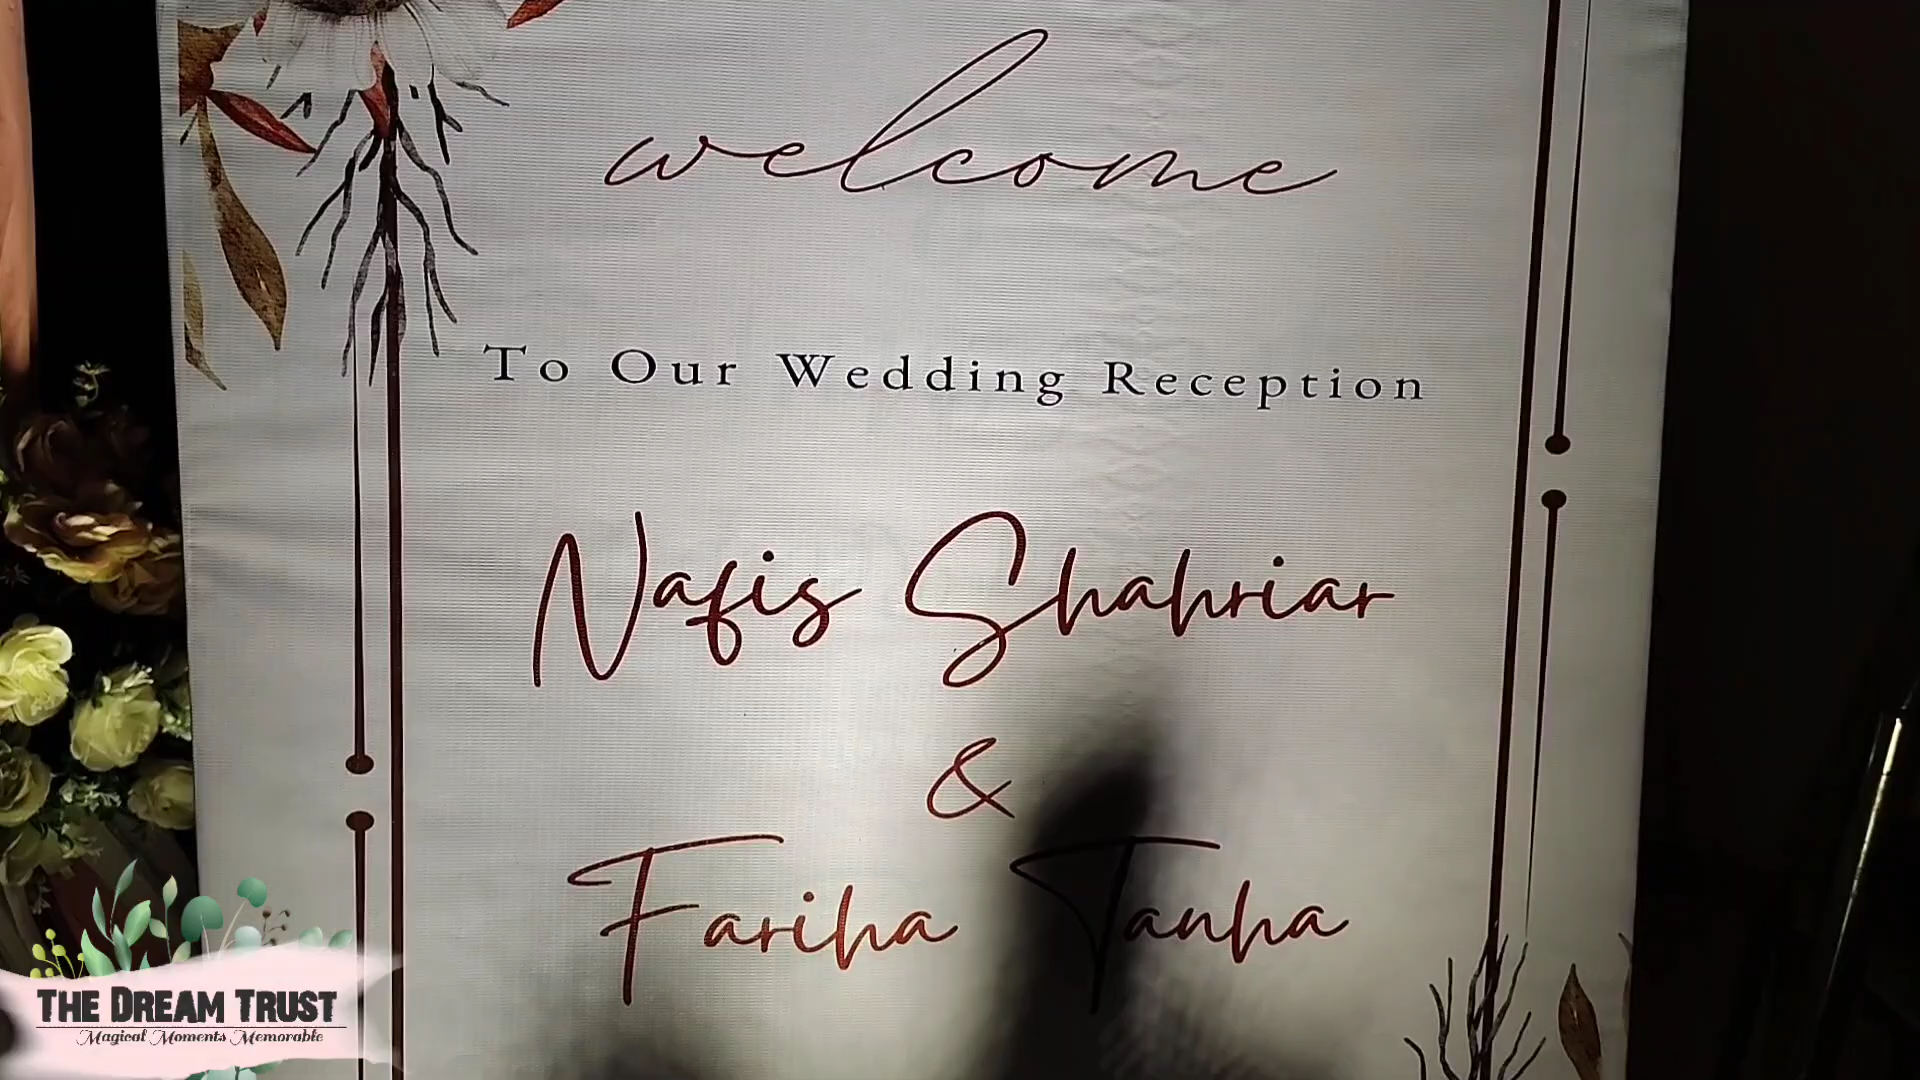 welcome
To Our Wedding Reception
Nafis Shahriar
&
Fariha Tanha
THE DREAM TRUST
Magical Moments Memorable